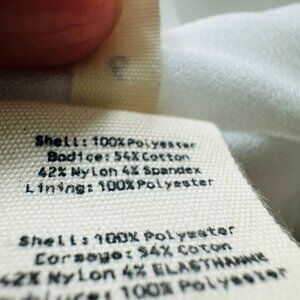 Shell: 100% Polyester
Bodice: 54% Cotton
42% Nylon 4% Spandex
Lining: 100% Polyester
Shell: 100% Polyester
Corsage: 54% Coton
42% Nylon 4% ELASTHANNE
100% Polyester